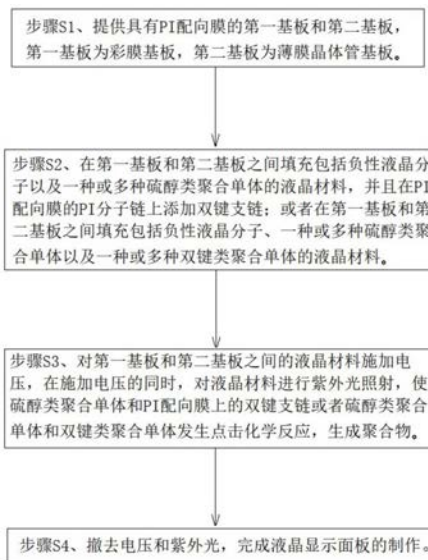 步骤S1、提供具有PI配向膜的第一基板和第二基板，
第一基板为彩膜基板，第二基板为薄膜晶体管基板。
步骤S2、在第一基板和第二基板之间填充包括负性液晶分
子以及一种或多种硫醇类聚合单体的液晶材料，并且在PI
配向膜的PI分子链上添加双键支链；或者在第一基板和第
二基板之间填充包括负性液晶分子、一种或多种硫醇类聚
合单体以及一种或多种双键类聚合单体的液晶材料。
步骤S3、对第一基板和第二基板之间的液晶材料施加电
压，在施加电压的同时，对液晶材料进行紫外光照射，使
硫醇类聚合单体和PI配向膜上的双键支链或者硫醇类聚合
单体和双键类聚合单体发生点击化学反应，生成聚合物。
步骤S4、撤去电压和紫外光，完成液晶显示面板的制作。